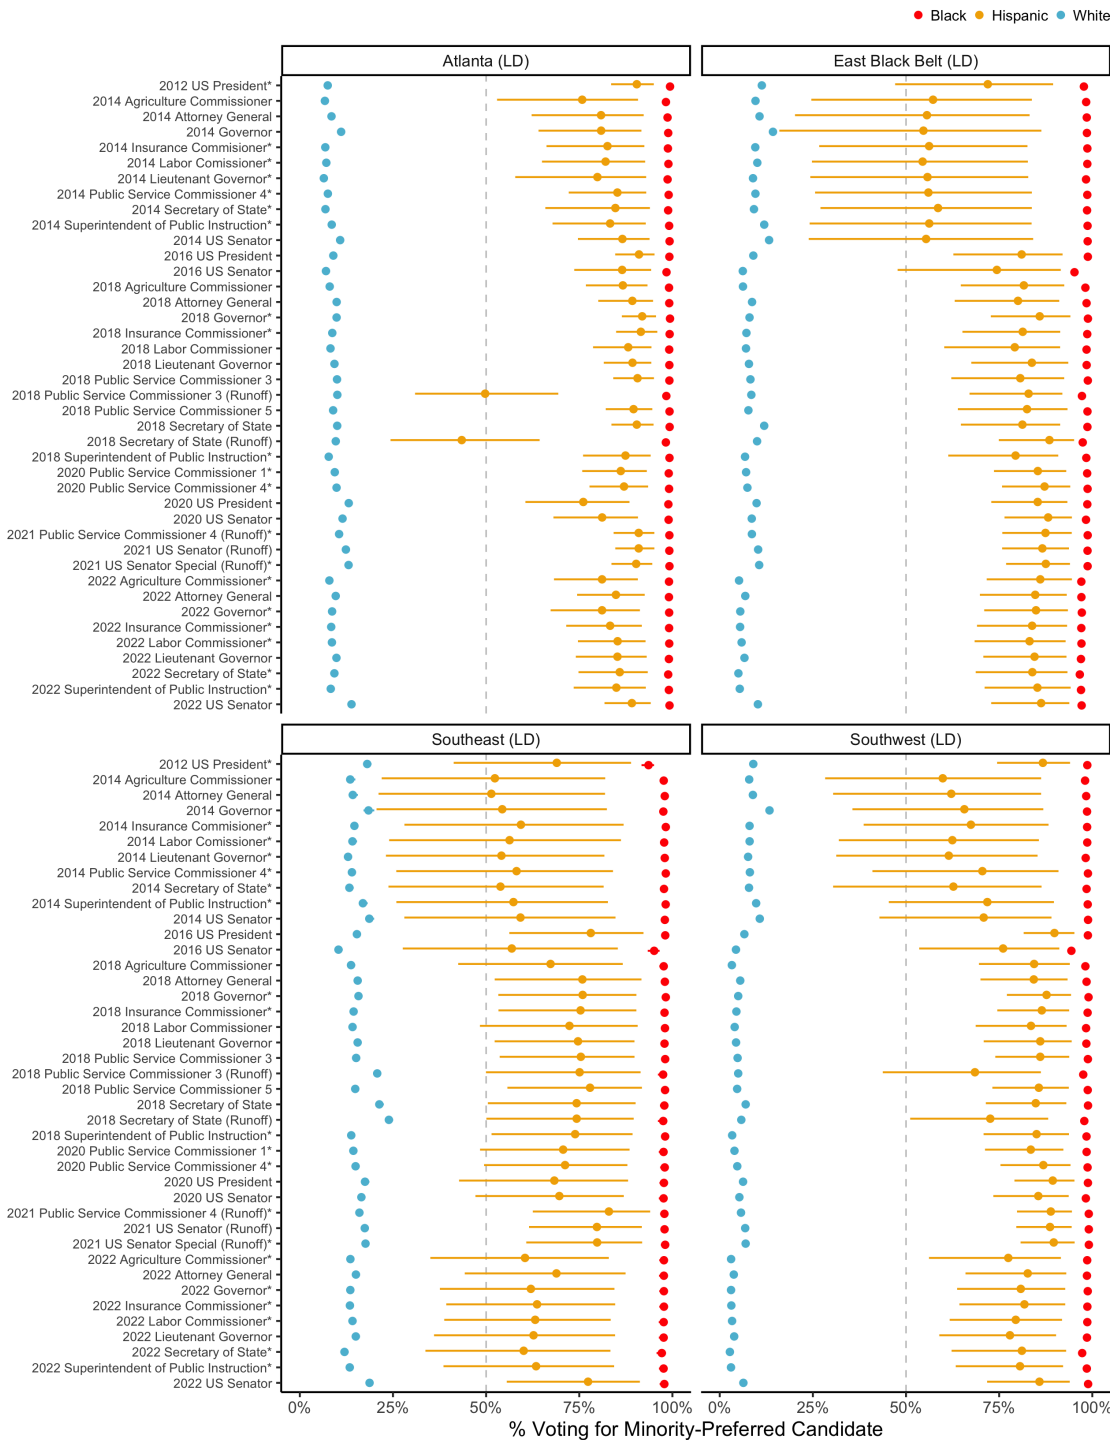 Black Hispanic White
Atlanta (LD) East Black Belt (LD)
2012 US President*
2014 Agriculture Commissioner
2014 Attorney General
2014 Governor
2014 Insurance Commisioner*
2014 Labor Comissioner*
2014 Lieutenant Governor*
2014 Public Service Commissioner 4*
2014 Secretary of State*
2014 Superintendent of Public Instruction*
2014 US Senator
2016 US President
2016 US Senator
2018 Agriculture Commissioner
2018 Attorney General
2018 Governor*
2018 Insurance Commissioner*
2018 Labor Commissioner
2018 Lieutenant Governor
2018 Public Service Commissioner 3
2018 Public Service Commissioner 3 (Runoff)
2018 Public Service Commissioner 5
2018 Secretary of State
2018 Secretary of State (Runoff)
2018 Superintendent of Public Instruction*
2020 Public Service Commissioner 1*
2020 Public Service Commissioner 4*
2020 US President
2020 US Senator
2021 Public Service Commissioner 4 (Runoff)*
2021 US Senator (Runoff)
2021 US Senator Special (Runoff)*
2022 Agriculture Commissioner*
2022 Attorney General
2022 Governor*
2022 Insurance Commissioner*
2022 Labor Commissioner*
2022 Lieutenant Governor
2022 Secretary of State*
2022 Superintendent of Public Instruction*
2022 US Senator
Southeast (LD) Southwest (LD)
2012 US President*
2014 Agriculture Commissioner
2014 Attorney General
2014 Governor
2014 Insurance Commisioner*
2014 Labor Comissioner*
2014 Lieutenant Governor*
2014 Public Service Commissioner 4*
2014 Secretary of State*
2014 Superintendent of Public Instruction*
2014 US Senator
2016 US President
2016 US Senator
2018 Agriculture Commissioner
2018 Attorney General
2018 Governor*
2018 Insurance Commissioner*
2018 Labor Commissioner
2018 Lieutenant Governor
2018 Public Service Commissioner 3
2018 Public Service Commissioner 3 (Runoff)
2018 Public Service Commissioner 5
2018 Secretary of State
2018 Secretary of State (Runoff)
2018 Superintendent of Public Instruction*
2020 Public Service Commissioner 1*
2020 Public Service Commissioner 4*
2020 US President
2020 US Senator
2021 Public Service Commissioner 4 (Runoff)*
2021 US Senator (Runoff)
2021 US Senator Special (Runoff)*
2022 Agriculture Commissioner*
2022 Attorney General
2022 Governor*
2022 Insurance Commissioner*
2022 Labor Commissioner*
2022 Lieutenant Governor
2022 Secretary of State*
2022 Superintendent of Public Instruction*
2022 US Senator
0% 25% 50% 75% 100% 0% 25% 50% 75% 100%
% Voting for Minority-Preferred Candidate